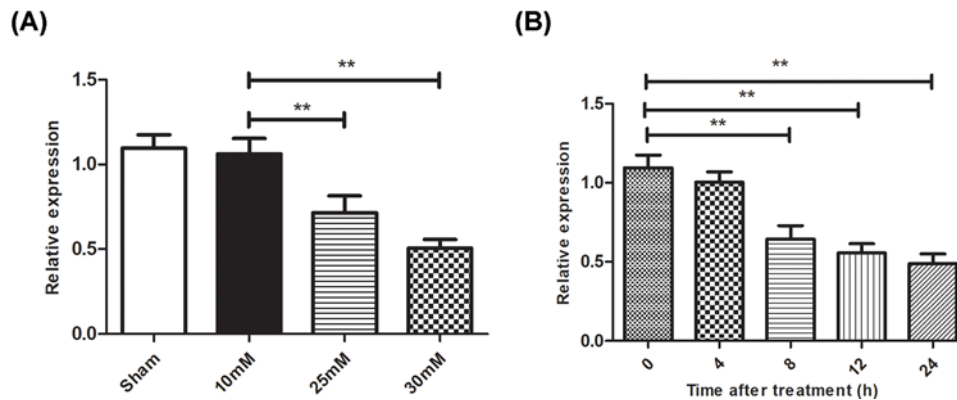 (A)
**
**
Relative expression
1.5
1.0
0.5
0.0
Sham
10mM
25mM
30mM
(B)
**
**
**
Relative expression
1.5
1.0
0.5
0.0
0
4
8
12
24
Time after treatment (h)